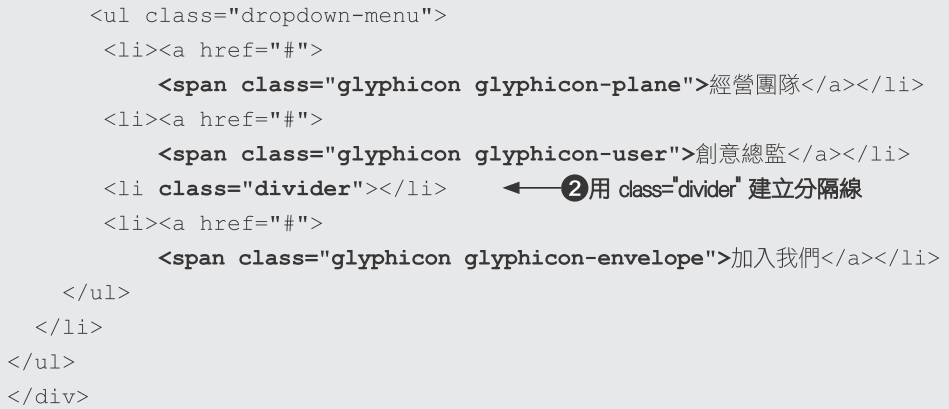 <ul class="dropdown-menu">
<li><a href="#">
<span class="glyphicon glyphicon-plane">經營團隊</a></li>
<li><a href="#">
<span class="glyphicon glyphicon-user">創意總監</a></li>
<li class="divider"></li> ❷用 class="divider" 建立分隔線
<li><a href="#">
<span class="glyphicon glyphicon-envelope">加入我們</a></li>
</ul>
</li>
</ul>
</div>